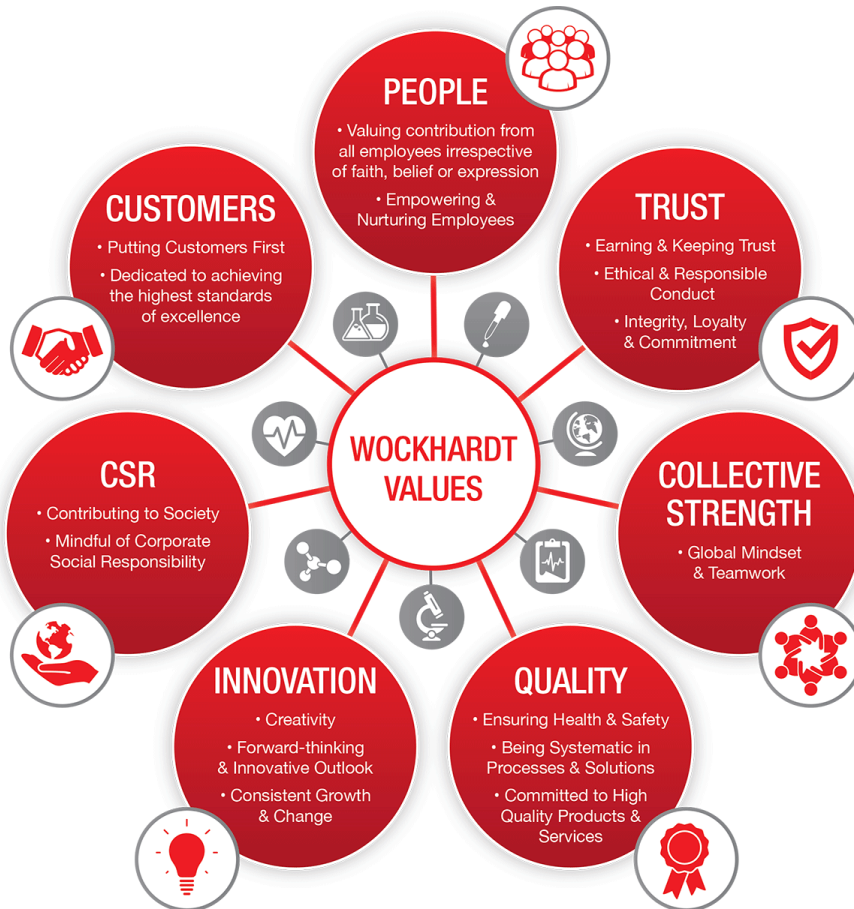 PEOPLE
• Valuing contribution from
all employees irrespective
of faith, belief or expression
• Empowering &
Nurturing Employees
CUSTOMERS
• Putting Customers First
• Dedicated to achieving
the highest standards
of excellence
TRUST
• Earning & Keeping Trust
• Ethical & Responsible
Conduct
• Integrity, Loyalty
& Commitment
WOCKHARDT
VALUES
CSR
• Contributing to Society
• Mindful of Corporate
Social Responsibility
COLLECTIVE
STRENGTH
• Global Mindset
& Teamwork
INNOVATION
• Creativity
• Forward-thinking
& Innovative Outlook
• Consistent Growth
& Change
QUALITY
• Ensuring Health & Safety
• Being Systematic in
Processes & Solutions
• Committed to High
Quality Products &
Services